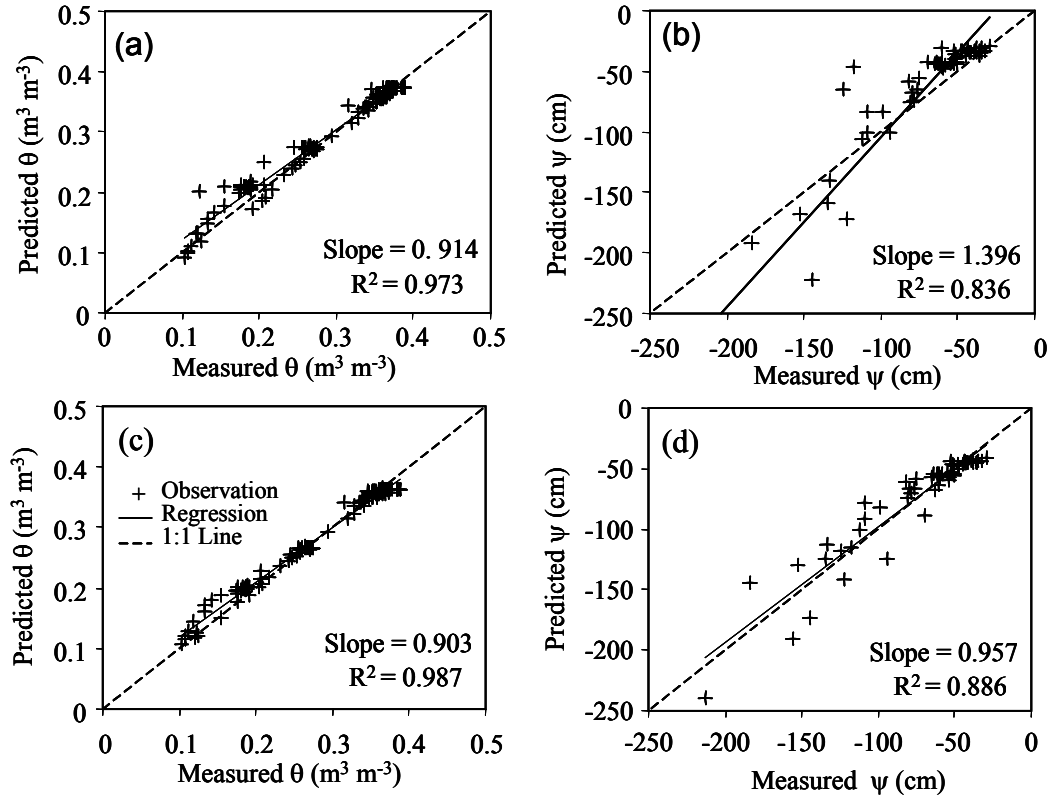 (a)
0.5
0.4
0.3
0.2
0.1
0
Predicted θ (m³ m⁻³)
Slope = 0. 914
R² = 0.973
0 0.1 0.2 0.3 0.4 0.5
Measured θ (m³ m⁻³)
(b)
0
-50
-100
-150
-200
-250
Predicted ψ (cm)
Slope = 1.396
R² = 0.836
-250 -200 -150 -100 -50 0
Measured ψ (cm)
(c)
0.5
0.4
0.3
0.2
0.1
0
Predicted θ (m³ m⁻³)
Observation
Regression
1:1 Line
Slope = 0.903
R² = 0.987
0 0.1 0.2 0.3 0.4 0.5
Measured θ (m³ m⁻³)
(d)
0
-50
-100
-150
-200
-250
Predicted ψ (cm)
Slope = 0.957
R² = 0.886
-250 -200 -150 -100 -50 0
Measured ψ (cm)